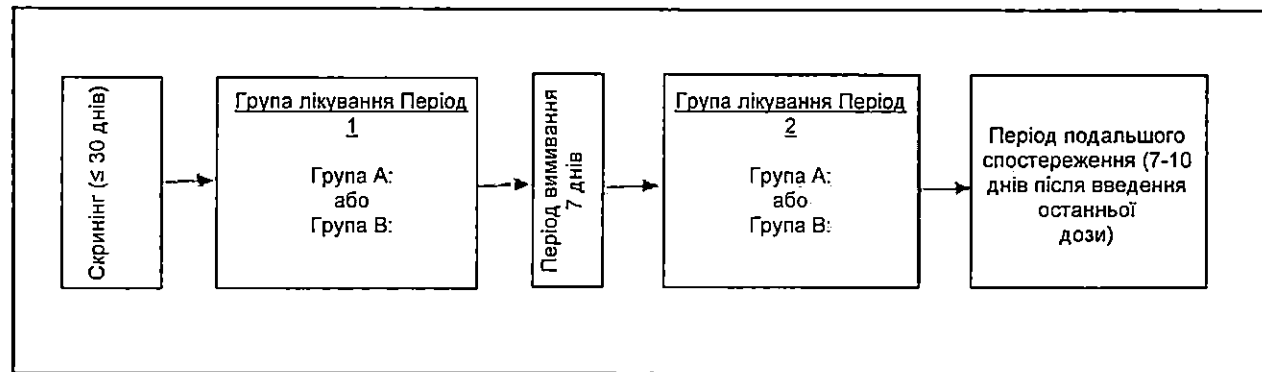 Скринінг (≤ 30 днів)
Група лікування Період
1
Група А:
або
Група В:
Період вимивання
7 днів
Група лікування Період
2
Група А:
або
Група В:
Період подальшого
спостереження (7-10
днів після введення
останньої
дози)